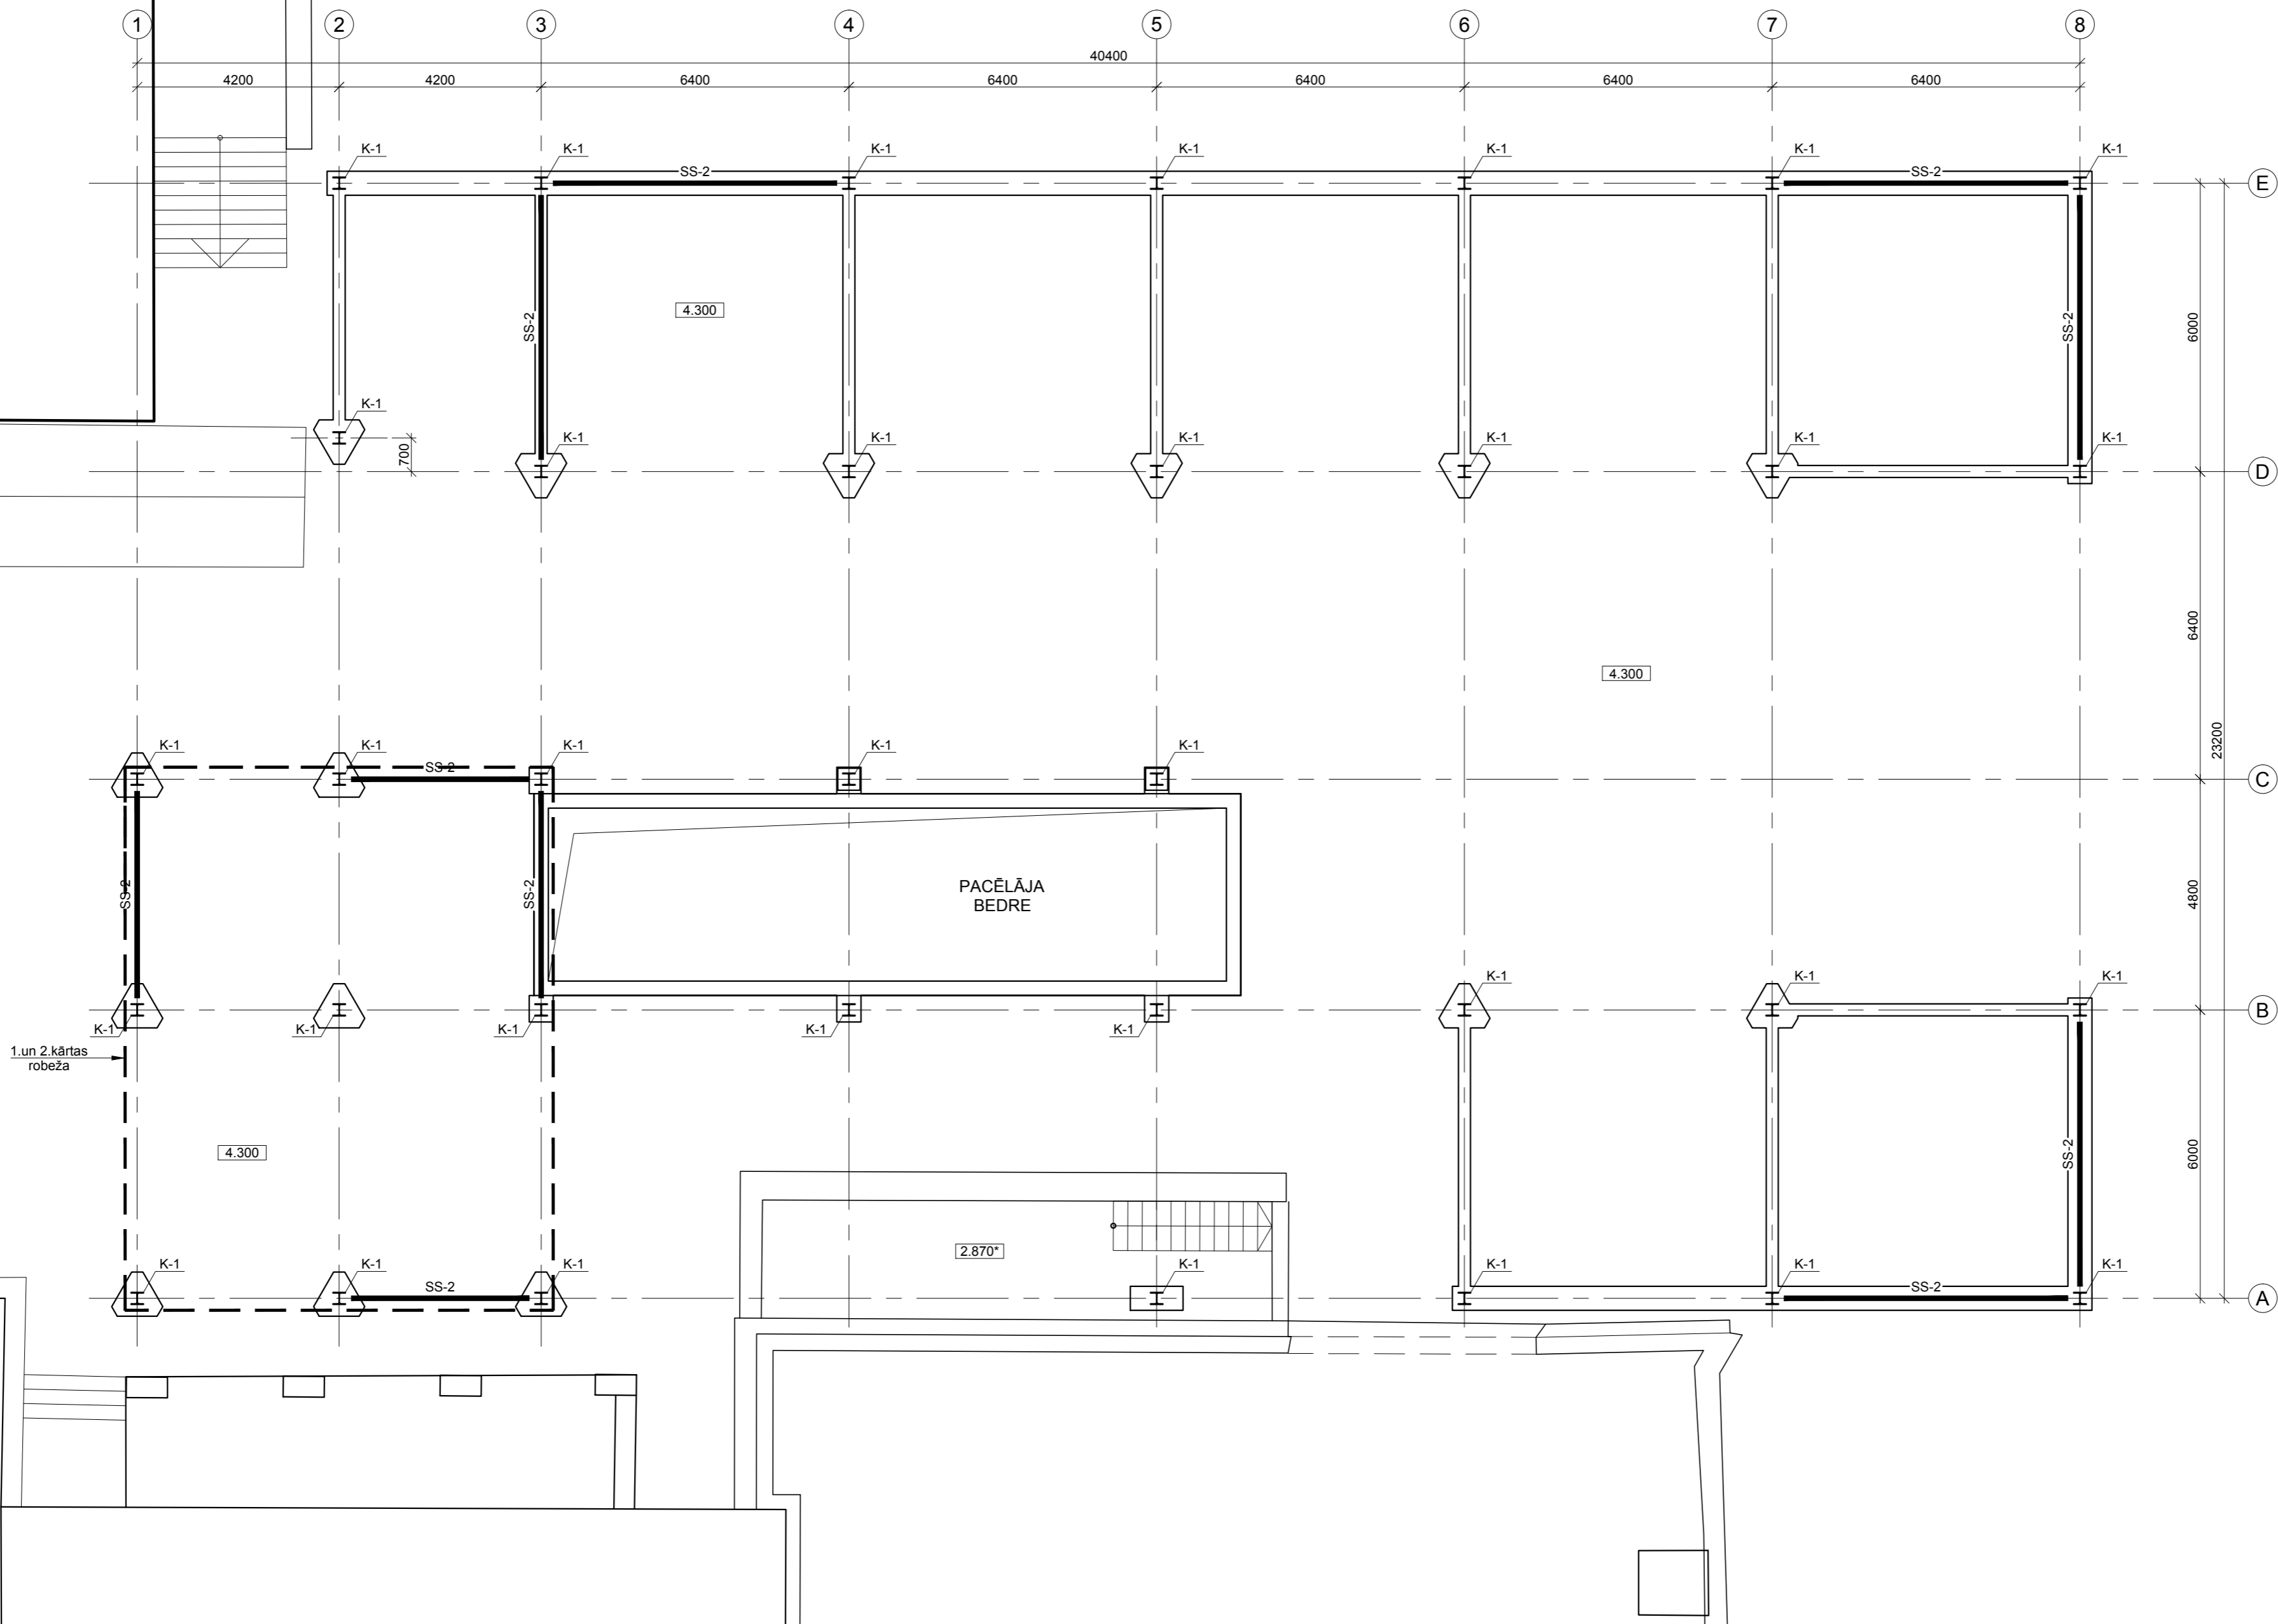 1 2 3 4 5 6 7 8
40400
4200 4200 6400 6400 6400 6400 6400
K-1 K-1 K-1 K-1 K-1 K-1 K-1
SS-2 SS-2
E
4.300
SS-2 SS-2 6000
K-1
700
K-1 K-1 K-1 K-1 K-1 K-1
D
6400
4.300
23200
K-1 K-1 K-1 K-1 K-1
SS-2
C
PACĒLĀJA
BEDRE
SS-2 SS-2 4800
K-1 K-1 K-1
B
K-1 K-1 K-1 K-1 K-1
1.un 2.kārtas
robeža
4.300
SS-2 6000
2.870*
K-1 K-1 K-1 K-1 K-1 K-1 K-1
SS-2 SS-2
A